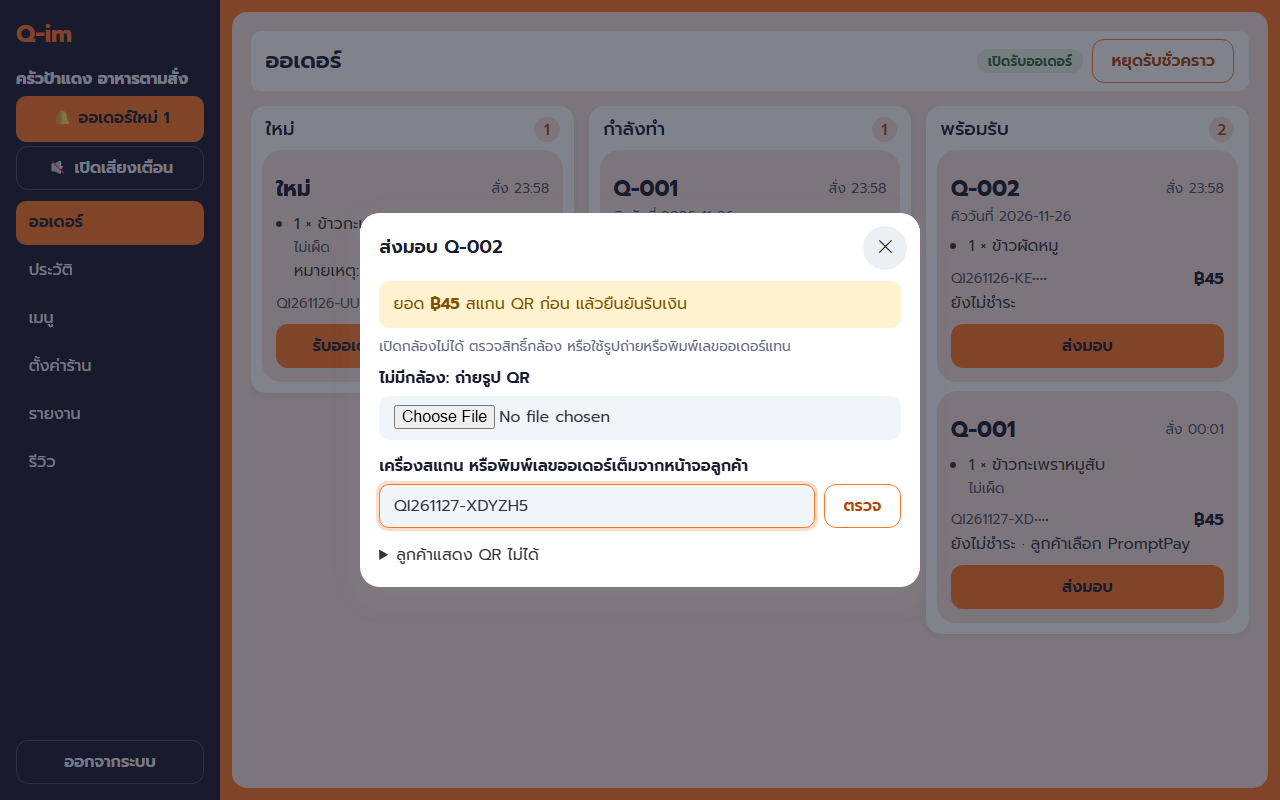 Q-im
ครัวป้าแดง อาหารตามสั่ง
ออเดอร์ใหม่ 1
เปิดเสียงเตือน
ออเดอร์
ประวัติ
เมนู
ตั้งค่าร้าน
รายงาน
รีวิว
ออกจากระบบ
ออเดอร์
เปิดรับออเดอร์
หยุดรับชั่วคราว
ใหม่ 1
ใหม่ สั่ง 23:58
1 ×
ไม่เผ็ด
หมายเหตุ:
QI261126-UU
กำลังทำ 1
Q-001 สั่ง 23:58
พร้อมรับ 2
Q-002 สั่ง 23:58
คิววันที่ 2026-11-26
1 × ข้าวผัดหมู
QI261126-KE···· ฿45
ยังไม่ชำระ
ส่งมอบ
Q-001 สั่ง 00:01
1 × ข้าวกะเพราหมูสับ
ไม่เผ็ด
QI261127-XD···· ฿45
ยังไม่ชำระ · ลูกค้าเลือก PromptPay
ส่งมอบ
ส่งมอบ Q-002
ยอด ฿45 สแกน QR ก่อน แล้วยืนยันรับเงิน
เปิดกล้องไม่ได้ ตรวจสิทธิ์กล้อง หรือใช้รูปถ่ายหรือพิมพ์เลขออเดอร์แทน
ไม่มีกล้อง: ถ่ายรูป QR
Choose File No file chosen
เครื่องสแกน หรือพิมพ์เลขออเดอร์เต็มจากหน้าจอลูกค้า
QI261127-XDYZH5
ตรวจ
ลูกค้าแสดง QR ไม่ได้